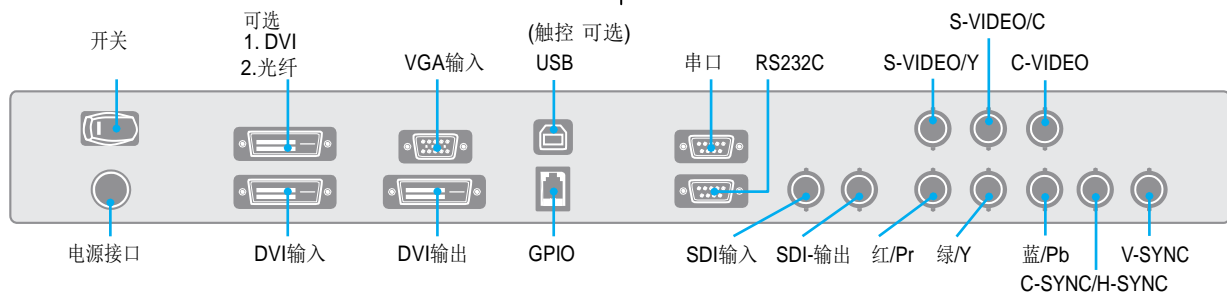 开关
可选
1. DVI
2.光纤
VGA输入
(触控 可选)
USB
串口
RS232C
S-VIDEO/Y
S-VIDEO/C
C-VIDEO
电源接口
DVI输入
DVI输出
GPIO
SDI输入
SDI-输出
红/Pr
绿/Y
蓝/Pb
C-SYNC/H-SYNC
V-SYNC